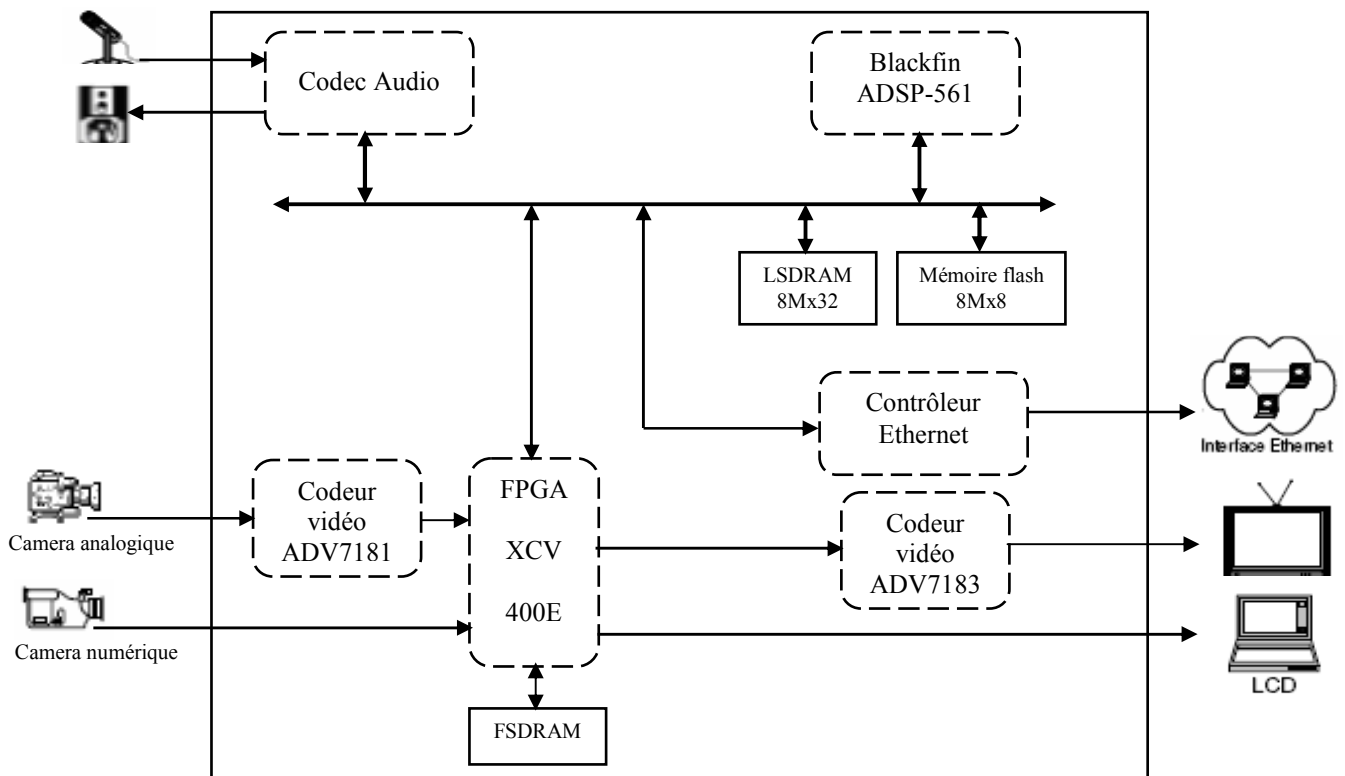 Codec Audio
Blackfin
ADSP-561
LSDRAM
8Mx32
Mémoire flash
8Mx8
Contrôleur
Ethernet
Interface Ethernet
Camera analogique
Codeur
vidéo
ADV7181
FPGA
XCV
400E
Codeur
vidéo
ADV7183
Camera numérique
LCD
FSDRAM